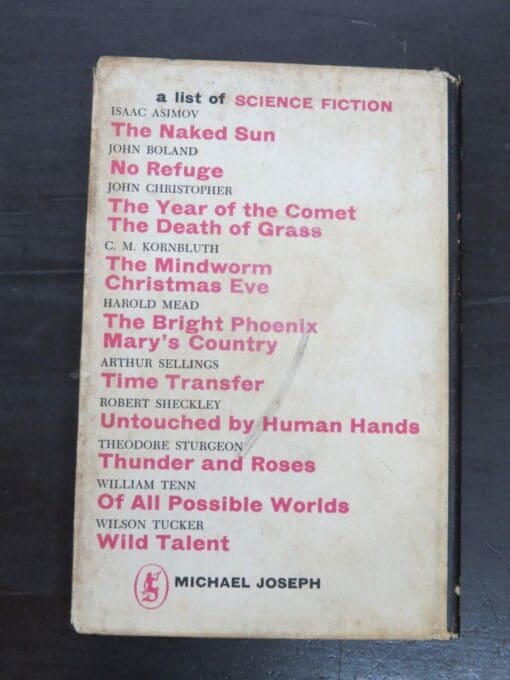 a list of SCIENCE FICTION
ISAAC ASIMOV
The Naked Sun
JOHN BOLAND
No Refuge
JOHN CHRISTOPHER
The Year of the Comet
The Death of Grass
C. M. KORNBLUTH
The Mindworm
Christmas Eve
HAROLD MEAD
The Bright Phoenix
Mary's Country
ARTHUR SELLINGS
Time Transfer
ROBERT SHECKLEY
Untouched by Human Hands
THEODORE STURGEON
Thunder and Roses
WILLIAM TENN
Of All Possible Worlds
WILSON TUCKER
Wild Talent
MICHAEL JOSEPH